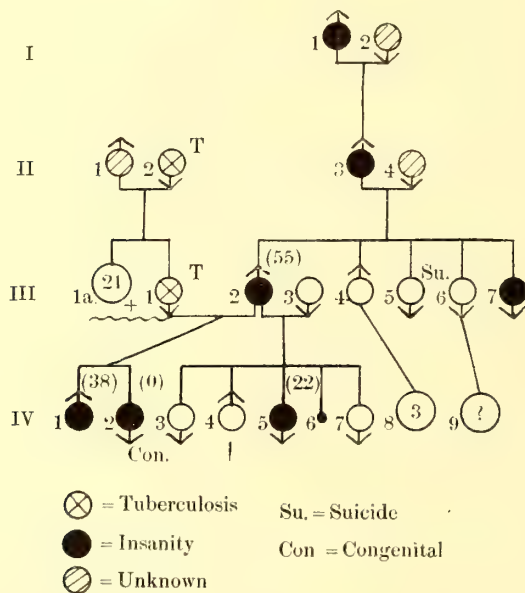 I
1 2
T
II
1 2 3 4
(55)
21 T Su.
III
1a. + 1 2 3 4 5 6 7
(38) (0) (22)
IV
1 2 3 4 5 6 7 8 3 9 ?
Con.
= Tuberculosis Su. = Suicide
= Insanity Con = Congenital
= Unknown